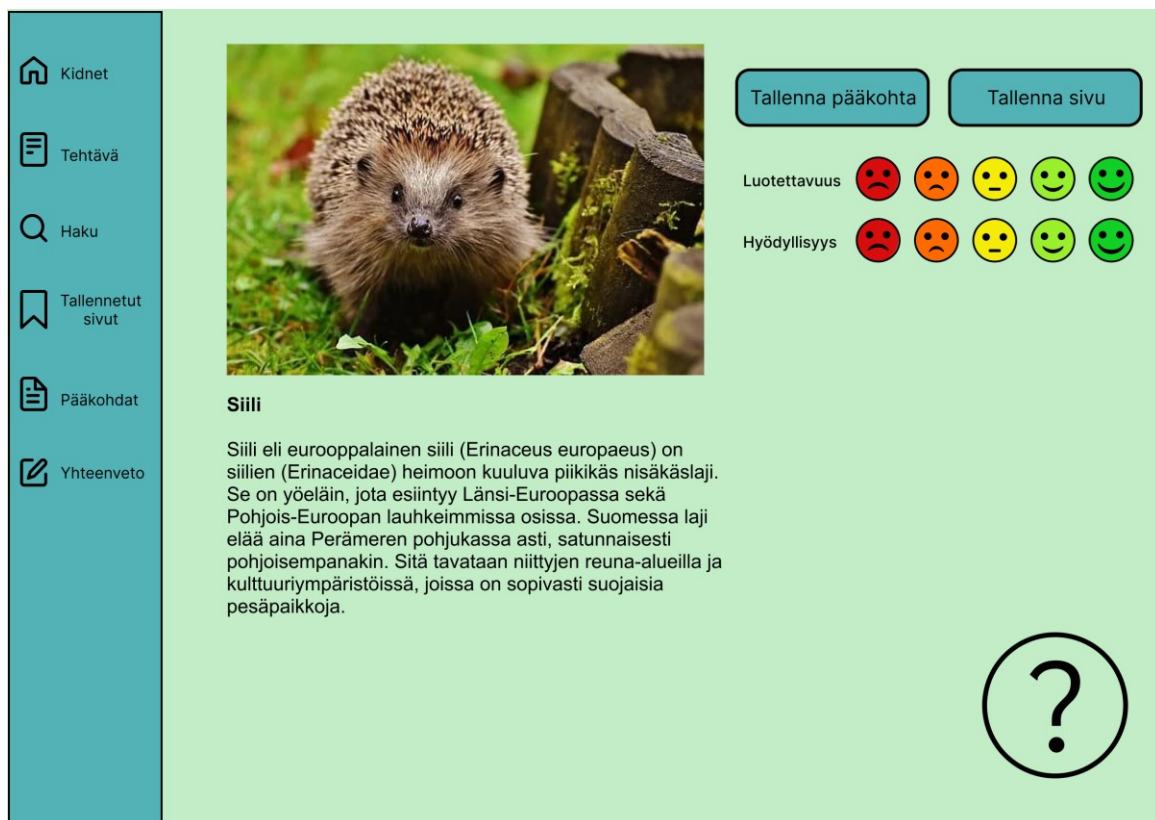 Kidnet
Tehtävä
Haku
Tallennetut
sivut
Pääkohdat
Yhteenveto
Siili
Siili eli eurooppalainen siili (Erinaceus europaeus) on
siilien (Erinaceidae) heimoon kuuluva piikikäs nisäkäslaji.
Se on yöeläin, jota esiintyy Länsi-Euroopassa sekä
Pohjois-Euroopan lauhkeimmissa osissa. Suomessa laji
elää aina Perämeren pohjukassa asti, satunnaisesti
pohjoisempanakin. Sitä tavataan niittyjen reuna-alueilla ja
kulttuuriympäristöissä, joissa on sopivasti suojaisia
pesäpaikkoja.
Tallenna pääkohta
Tallenna sivu
Luotettavuus
Hyödyllisyys
?